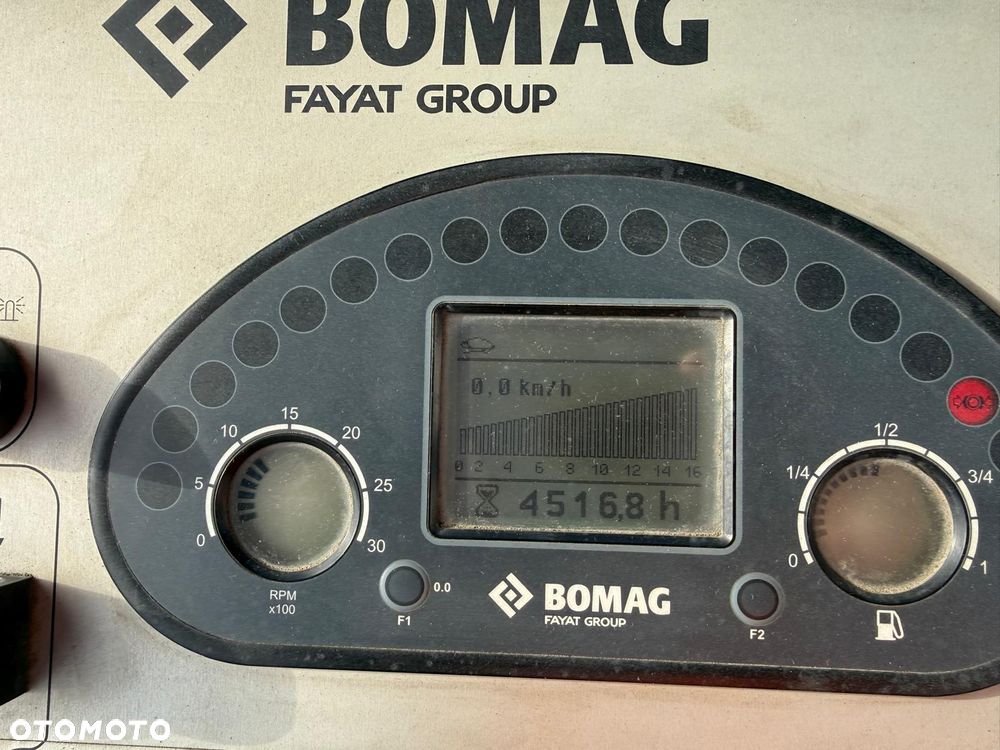 BOMAG
FAYAT GROUP
0,0 km/h
0 2 4 6 8 10 12 14 16
4516,8 h
0 5 10 15 20 25 30
RPM
x100
0 1/4 1/2 3/4 1
F1
0.0
BOMAG
FAYAT GROUP
F2
OTOMOTO